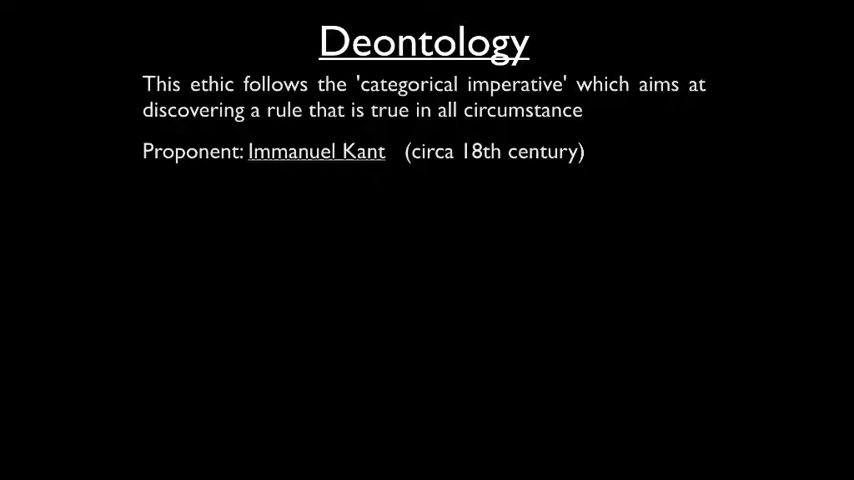 Deontology
This ethic follows the 'categorical imperative' which aims at
discovering a rule that is true in all circumstance
Proponent: Immanuel Kant (circa 18th century)